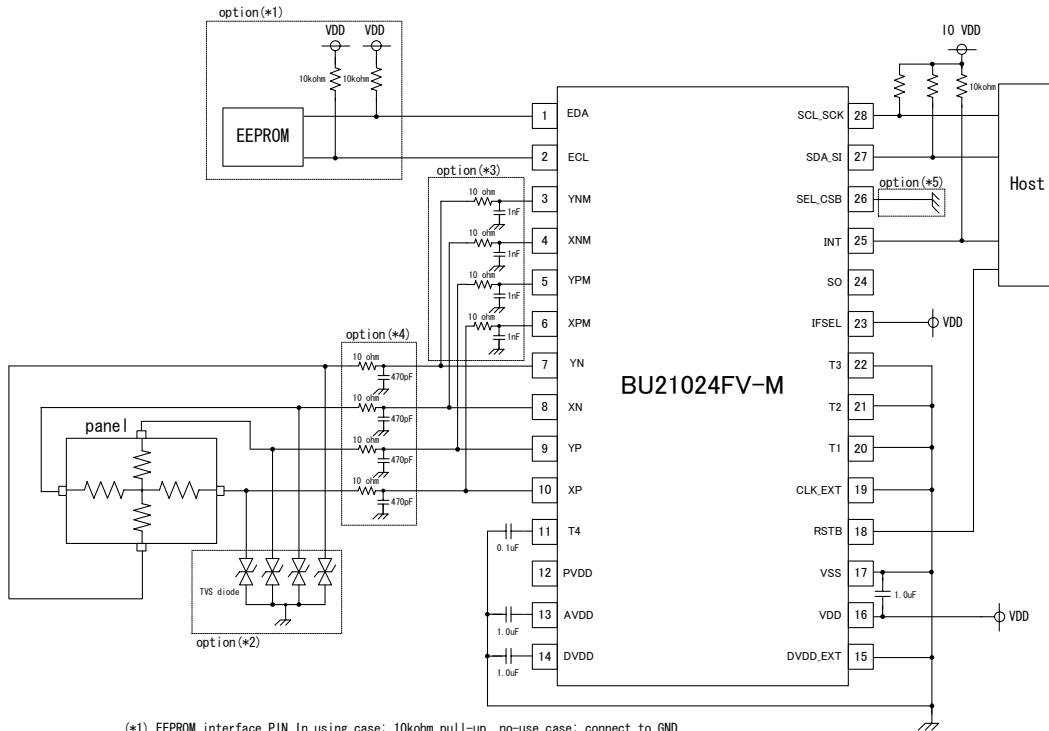 option(*1)
VDD VDD
10kohm 10kohm
EEPROM
option(*3)
10 ohm
1nF
10 ohm
1nF
10 ohm
1nF
10 ohm
1nF
option(*4)
10 ohm
470pF
10 ohm
470pF
10 ohm
470pF
10 ohm
470pF
panel
TVS diode
option(*2)
0.1uF
1.0uF
1.0uF
BU21024FV-M
1 EDA
2 ECL
3 YNM
4 XNM
5 YPM
6 XPM
7 YN
8 XN
9 YP
10 XP
11 T4
12 PVDD
13 AVDD
14 DVDD
SCL_SCK 28
SDA_SI 27
SEL_CSB 26
INT 25
SO 24
IFSEL 23
T3 22
T2 21
T1 20
CLK_EXT 19
RSTB 18
VSS 17
VDD 16
DVDD_EXT 15
IO VDD
10kohm
Host
option(*5)
VDD
1.0uF
VDD
(*1) EEPROM interface PIN In using case: 10kohm pull-up, no-use case: connect to GND